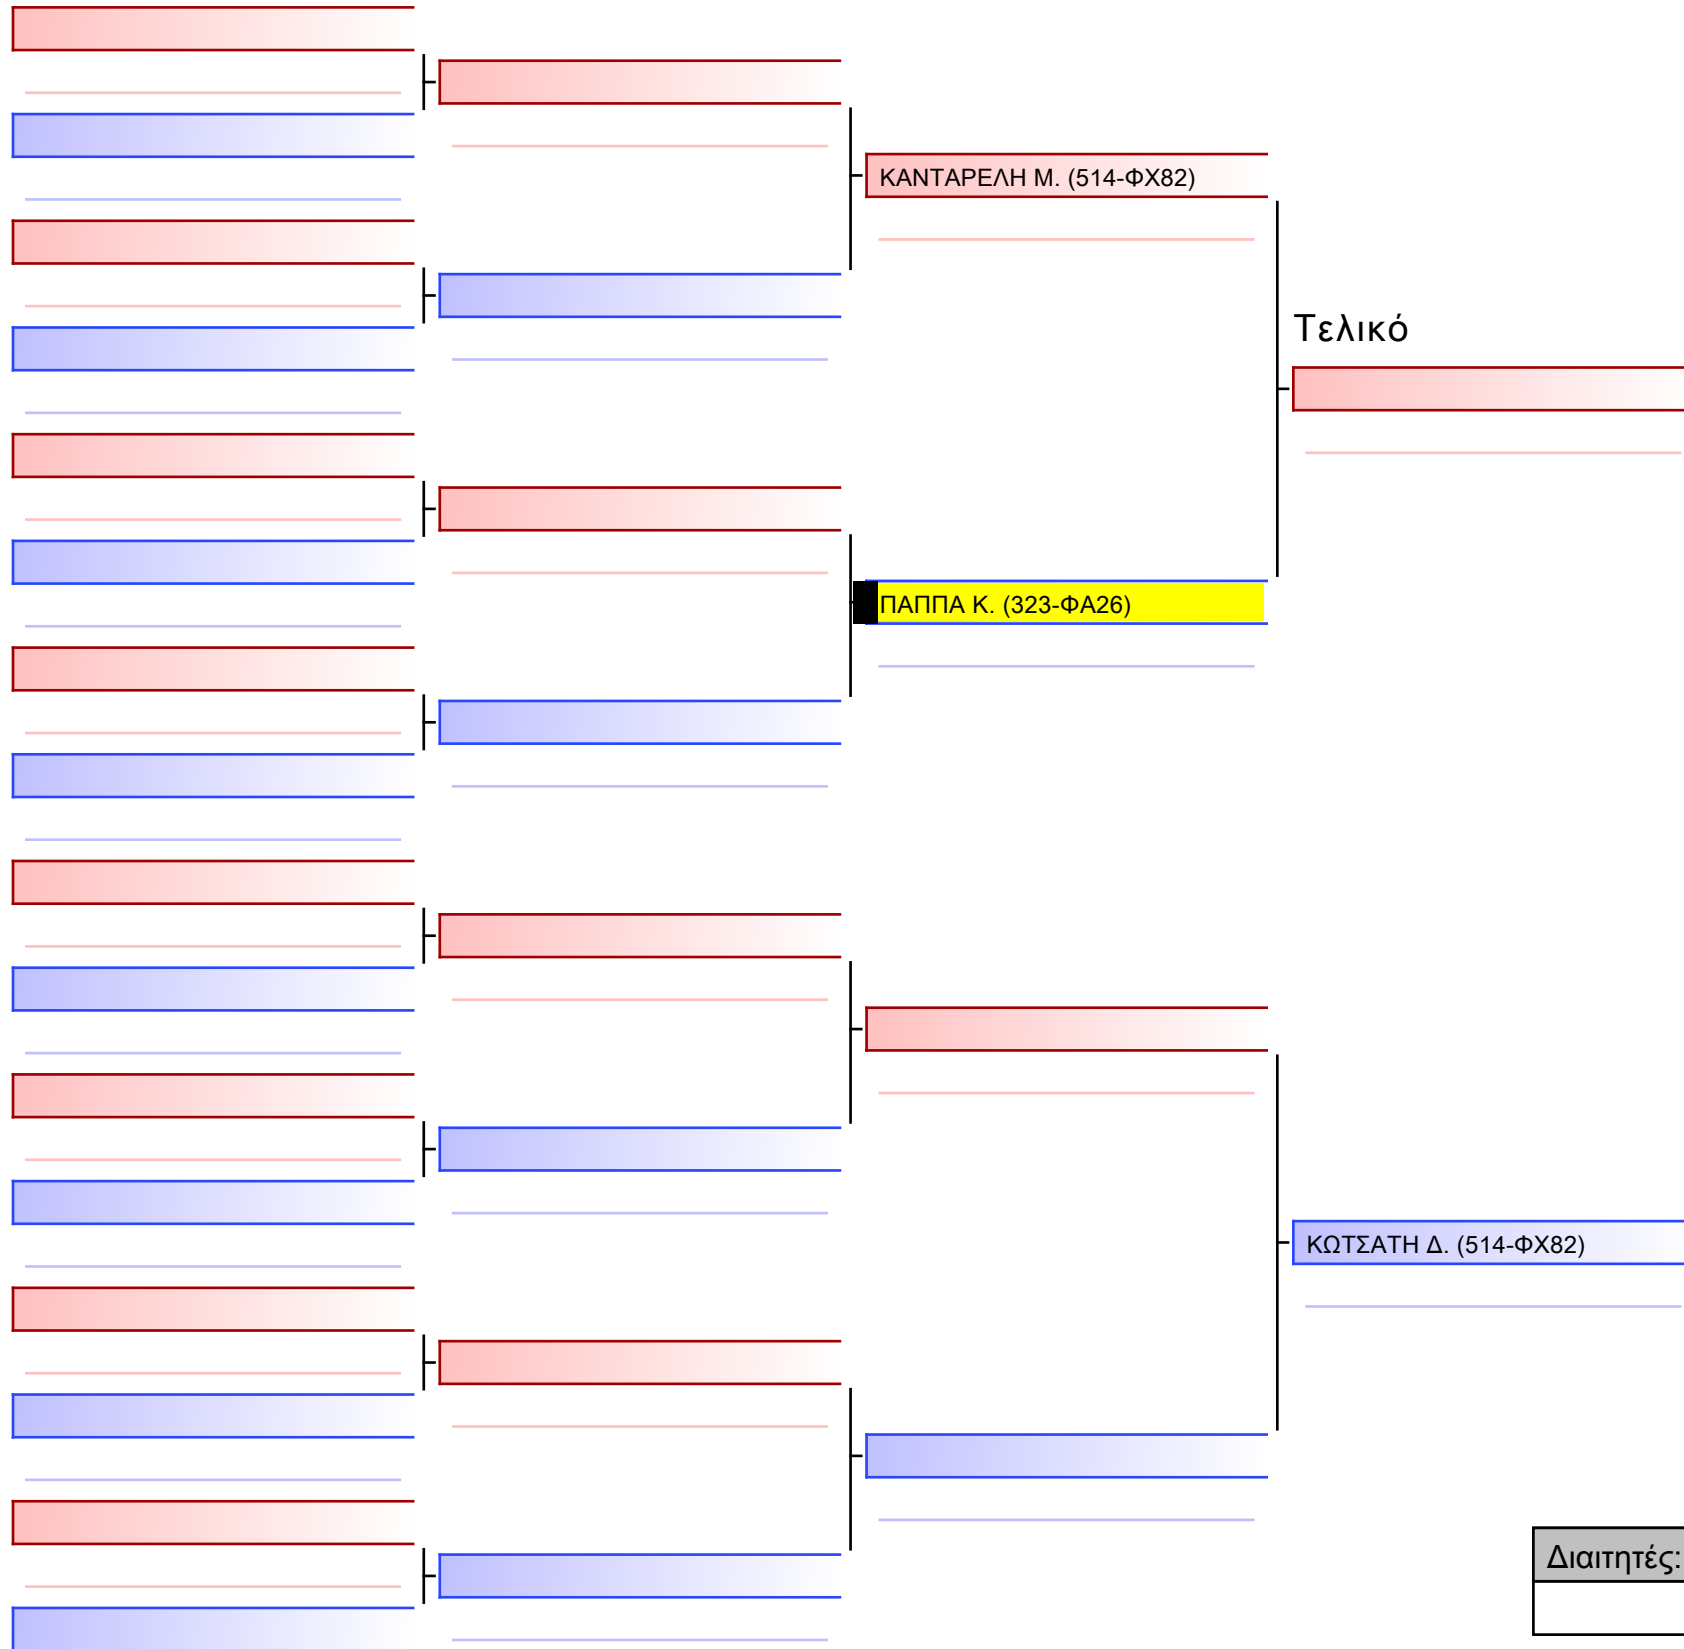 ΚΑΝΤΑΡΕΛΗ Μ. (514-ΦΧ82)
Τελικό
ΠΑΠΠΑ Κ. (323-ΦΑ26)
ΚΩΤΣΑΤΗ Δ. (514-ΦΧ82)
Διαιτητές: